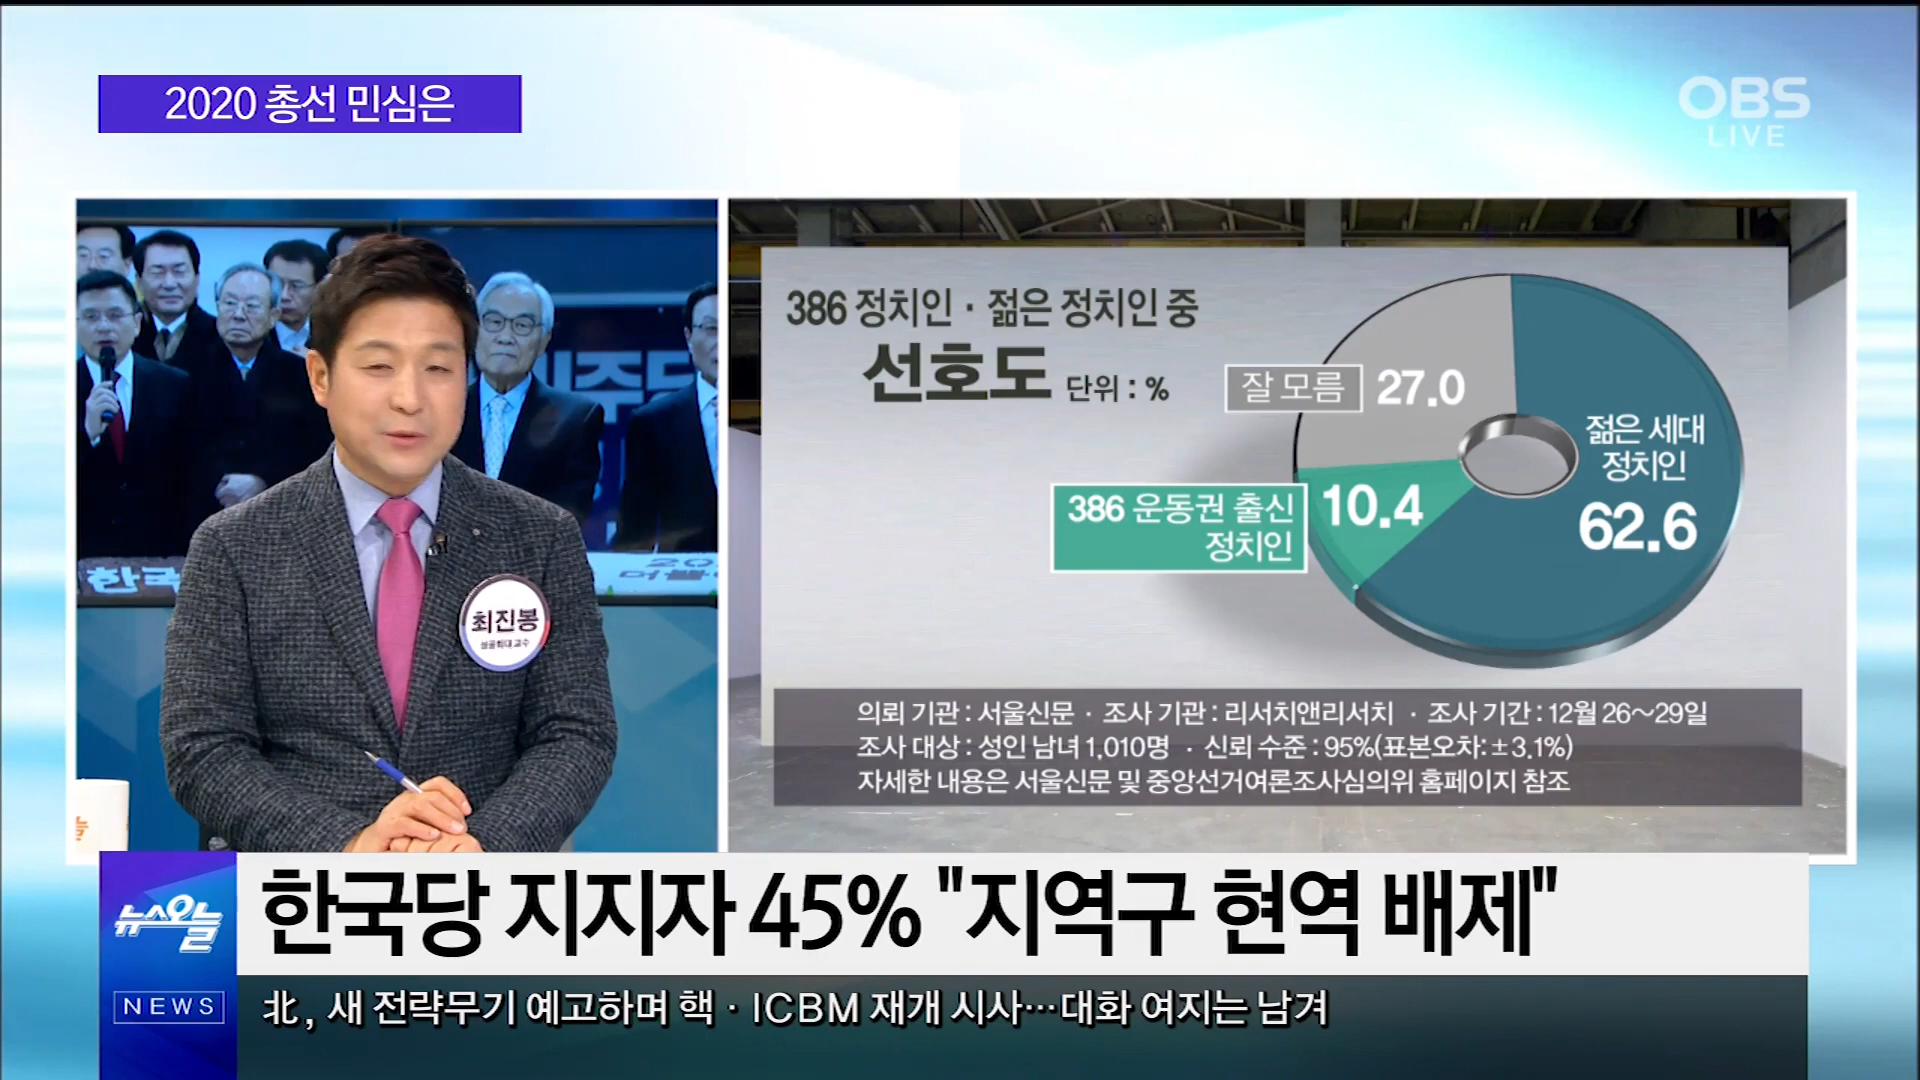 2020 총선 민심은
OBS
LIVE
386 정치인 · 젊은 정치인 중
선호도 단위 : %
잘 모름 27.0
젊은 세대
정치인
62.6
386 운동권 출신
정치인
10.4
의뢰 기관 : 서울신문 · 조사 기관 : 리서치앤리서치 · 조사 기간 : 12월 26~29일
조사 대상 : 성인 남녀 1,010명 · 신뢰 수준 : 95%(표본오차: ±3.1%)
자세한 내용은 서울신문 및 중앙선거여론조사심의위 홈페이지 참조
최진봉
성공회대 교수
한국
20
뉴스오늘
NEWS
한국당 지지자 45% "지역구 현역 배제"
北, 새 전략무기 예고하며 핵 · ICBM 재개 시사…대화 여지는 남겨